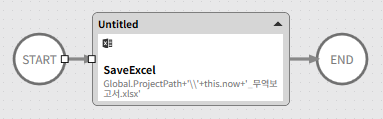 Untitled
START
SaveExcel
Global.ProjectPath+'\\'+this.now+'_무역보
고서.xlsx'
END